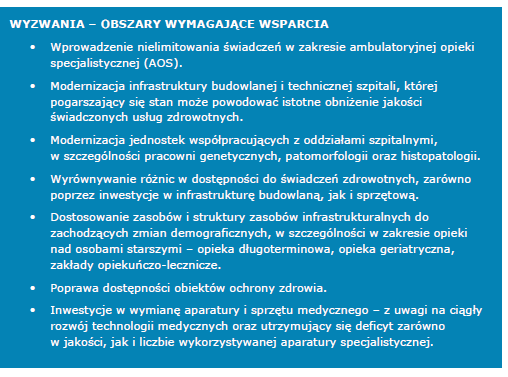 WYZWANIA – OBSZARY WYMAGAJĄCE WSPARCIA
• Wprowadzenie nielimitowania świadczeń w zakresie ambulatoryjnej opieki
specjalistycznej (AOS).
• Modernizacja infrastruktury budowlanej i technicznej szpitali, której
pogarszający się stan może powodować istotne obniżenie jakości
świadczonych usług zdrowotnych.
• Modernizacja jednostek współpracujących z oddziałami szpitalnymi,
w szczególności pracowni genetycznych, patomorfologii oraz histopatologii.
• Wyrównywanie różnic w dostępności do świadczeń zdrowotnych, zarówno
poprzez inwestycje w infrastrukturę budowlaną, jak i sprzętową.
• Dostosowanie zasobów i struktury zasobów infrastrukturalnych do
zachodzących zmian demograficznych, w szczególności w zakresie opieki
nad osobami starszymi – opieka długoterminowa, opieka geriatryczna,
zakłady opiekuńczo-lecznicze.
• Poprawa dostępności obiektów ochrony zdrowia.
• Inwestycje w wymianę aparatury i sprzętu medycznego – z uwagi na ciągły
rozwój technologii medycznych oraz utrzymujący się deficyt zarówno
w jakości, jak i liczbie wykorzystywanej aparatury specjalistycznej.